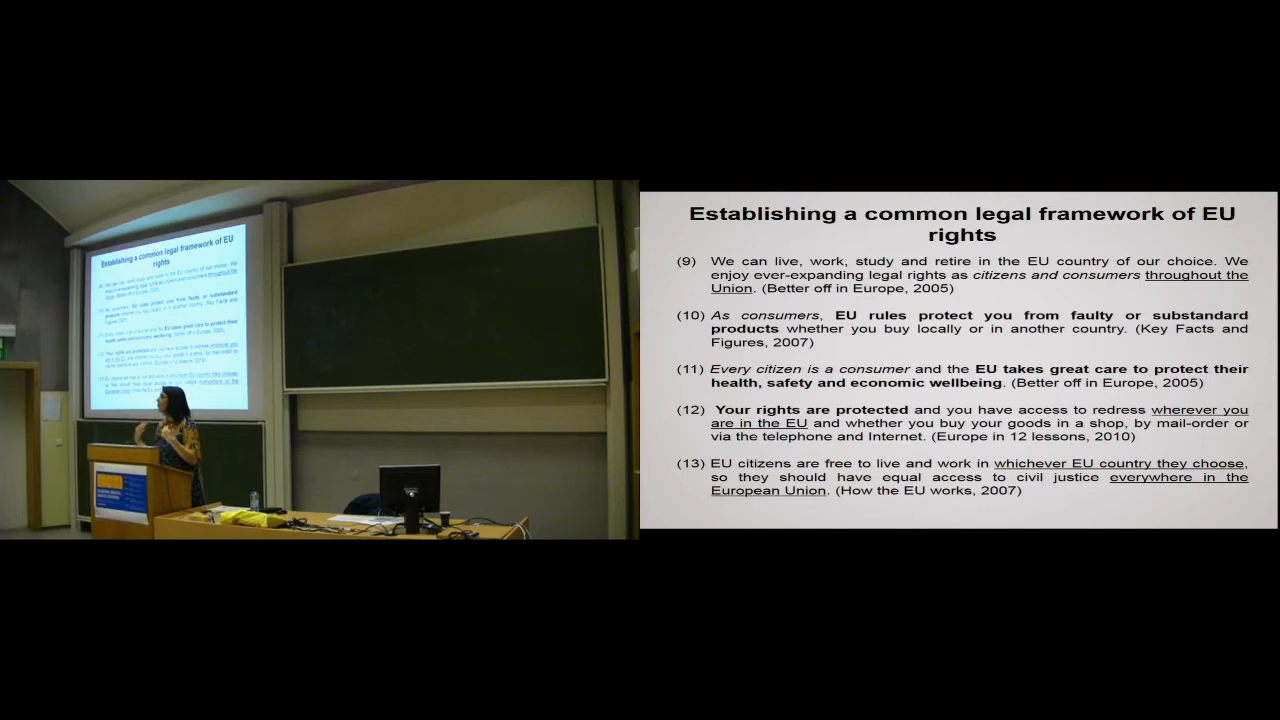 Establishing a common legal framework of EU
rights
(9) We can live, work, study and retire in the EU country of our choice. We
enjoy ever-expanding legal rights as citizens and consumers throughout the
Union. (Better off in Europe, 2005)
(10) As consumers, EU rules protect you from faulty or substandard
products whether you buy locally or in another country. (Key Facts and
Figures, 2007)
(11) Every citizen is a consumer and the EU takes great care to protect their
health, safety and economic wellbeing. (Better off in Europe, 2005)
(12) Your rights are protected and you have access to redress wherever you
are in the EU and whether you buy your goods in a shop, by mail-order or
via the telephone and Internet. (Europe in 12 lessons, 2010)
(13) EU citizens are free to live and work in whichever EU country they choose,
so they should have equal access to civil justice everywhere in the
European Union. (How the EU works, 2007)
Establishing a common legal framework of EU
rights